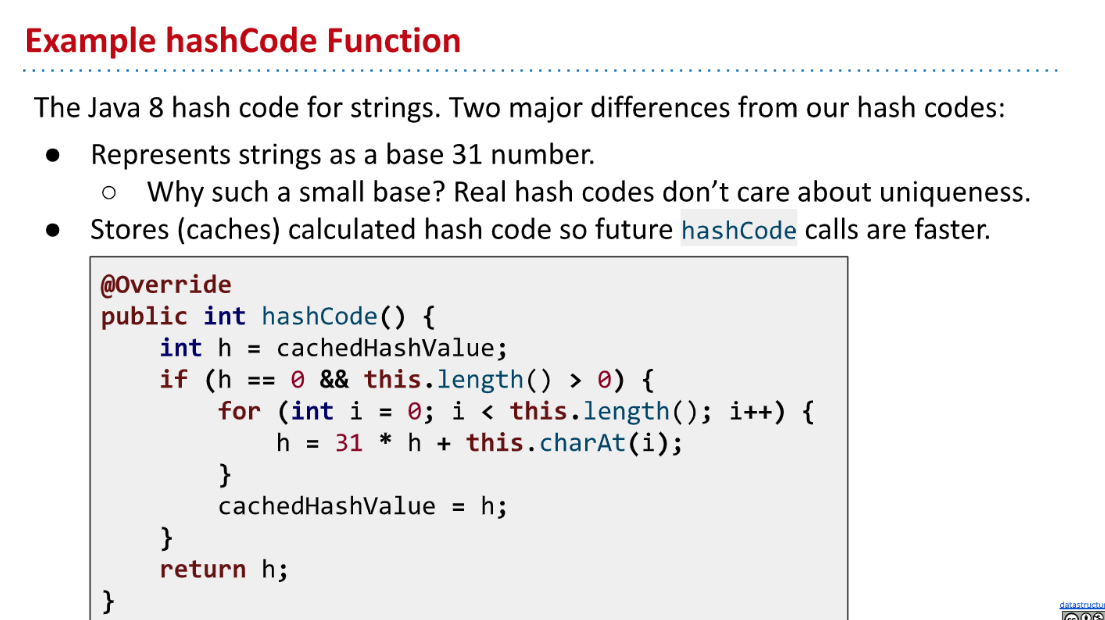 Example hashCode Function
The Java 8 hash code for strings. Two major differences from our hash codes:
● Represents strings as a base 31 number.
○ Why such a small base? Real hash codes don’t care about uniqueness.
● Stores (caches) calculated hash code so future hashCode calls are faster.
@Override
public int hashCode() {
    int h = cachedHashValue;
    if (h == 0 && this.length() > 0) {
        for (int i = 0; i < this.length(); i++) {
            h = 31 * h + this.charAt(i);
        }
        cachedHashValue = h;
    }
    return h;
}
datastructur